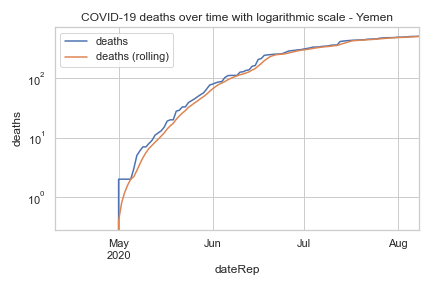 COVID-19 deaths over time with logarithmic scale - Yemen
deaths
deaths (rolling)
10²
10¹
10⁰
deaths
May Jun Jul Aug
2020
dateRep